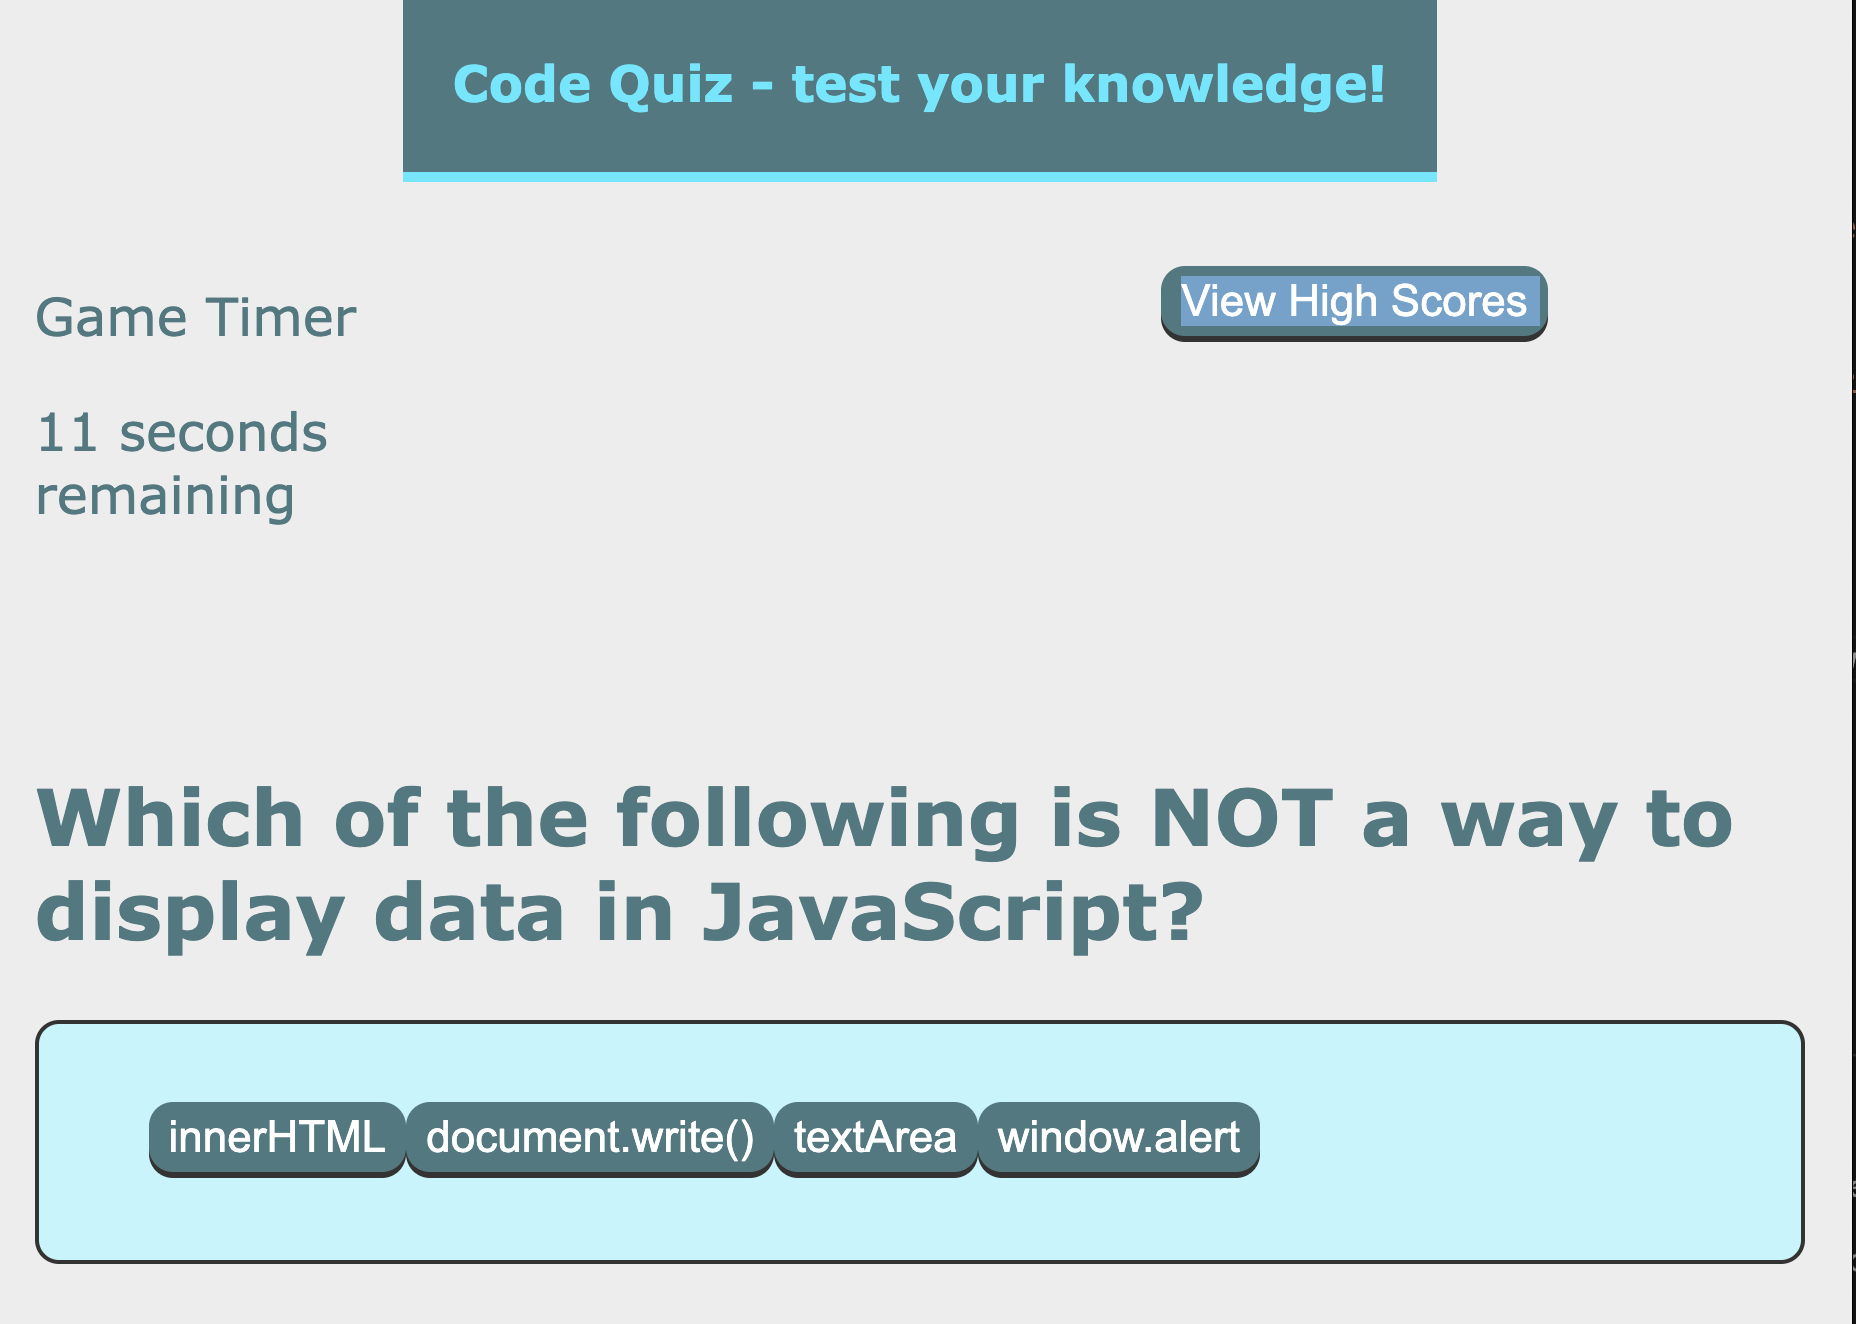 Code Quiz - test your knowledge!
Game Timer
View High Scores
11 seconds
remaining
Which of the following is NOT a way to
display data in JavaScript?
innerHTML document.write() textArea window.alert